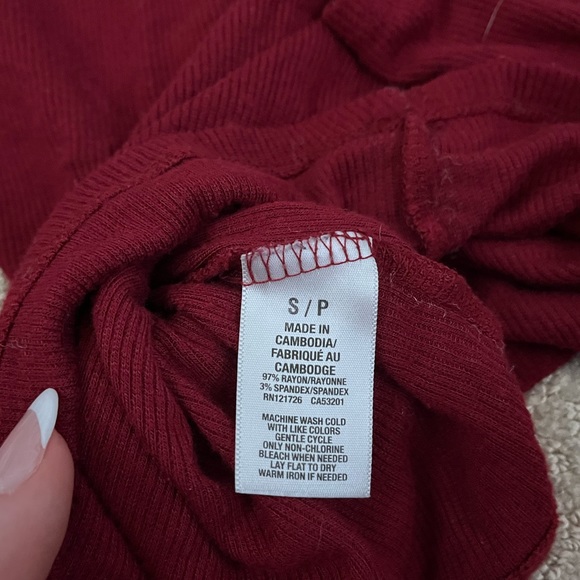 S / P
MADE IN
CAMBODIA/
FABRIQUÉ AU
CAMBODGE
97% RAYON/RAYONNE
3% SPANDEX/SPANDEX
RN121726 CA53201
MACHINE WASH COLD
WITH LIKE COLORS
GENTLE CYCLE
ONLY NON-CHLORINE
BLEACH WHEN NEEDED
LAY FLAT TO DRY
WARM IRON IF NEEDED